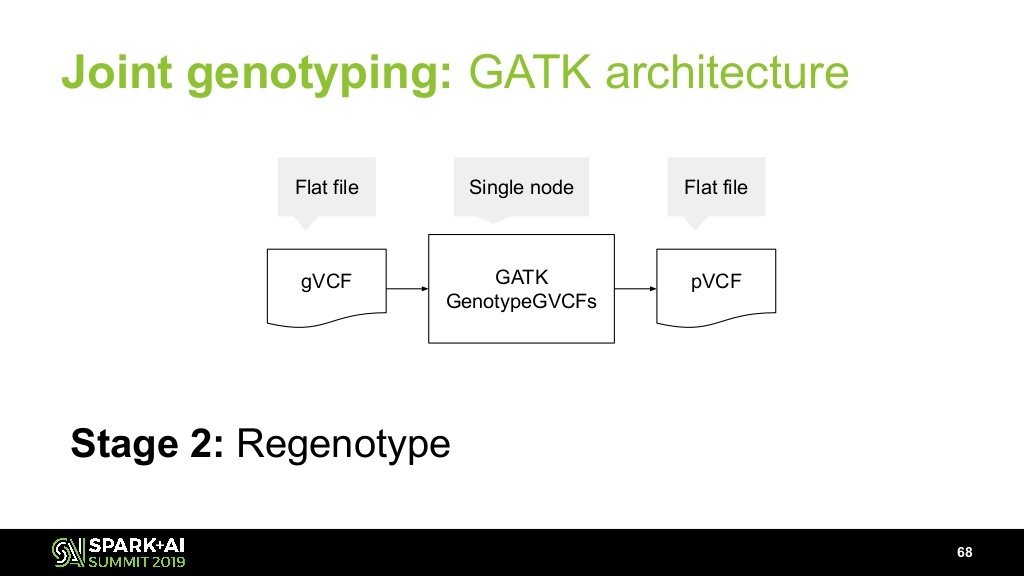 Joint genotyping: GATK architecture
Flat file
Single node
Flat file
gVCF
GATK
GenotypeGVCFs
pVCF
Stage 2: Regenotype
SPARK+AI
SUMMIT 2019
68